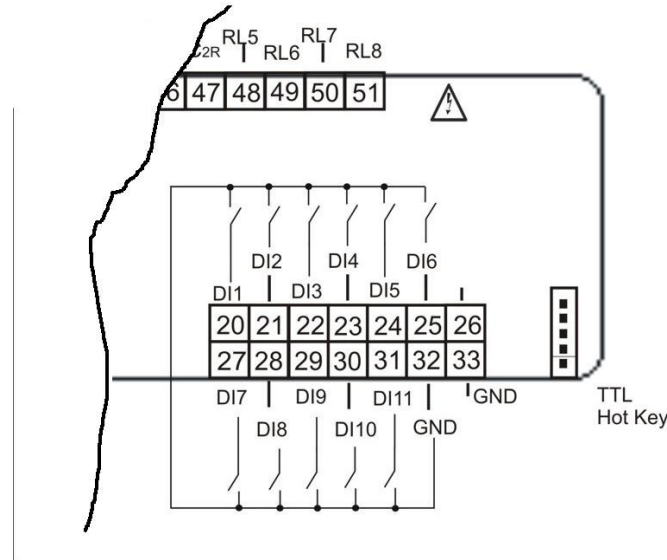 C2R RL5 RL6 RL7 RL8
6 47 48 49 50 51
DI2 DI4 DI6
DI1 DI3 DI5
20 21 22 23 24 25 26
27 28 29 30 31 32 33
DI7 DI9 DI11 GND
DI8 DI10 GND
TTL
Hot Key